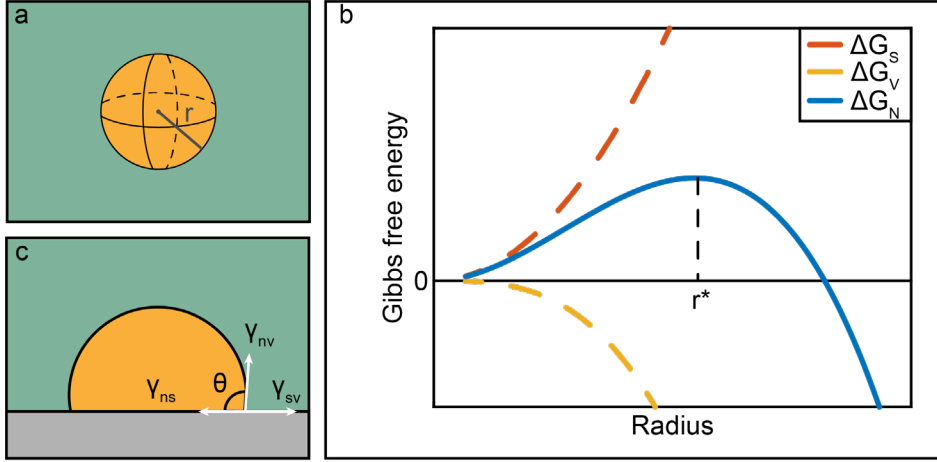 a
r
b
Gibbs free energy
0
ΔG_S
ΔG_V
ΔG_N
r*
Radius
c
γ_nv
θ
γ_ns
γ_sv